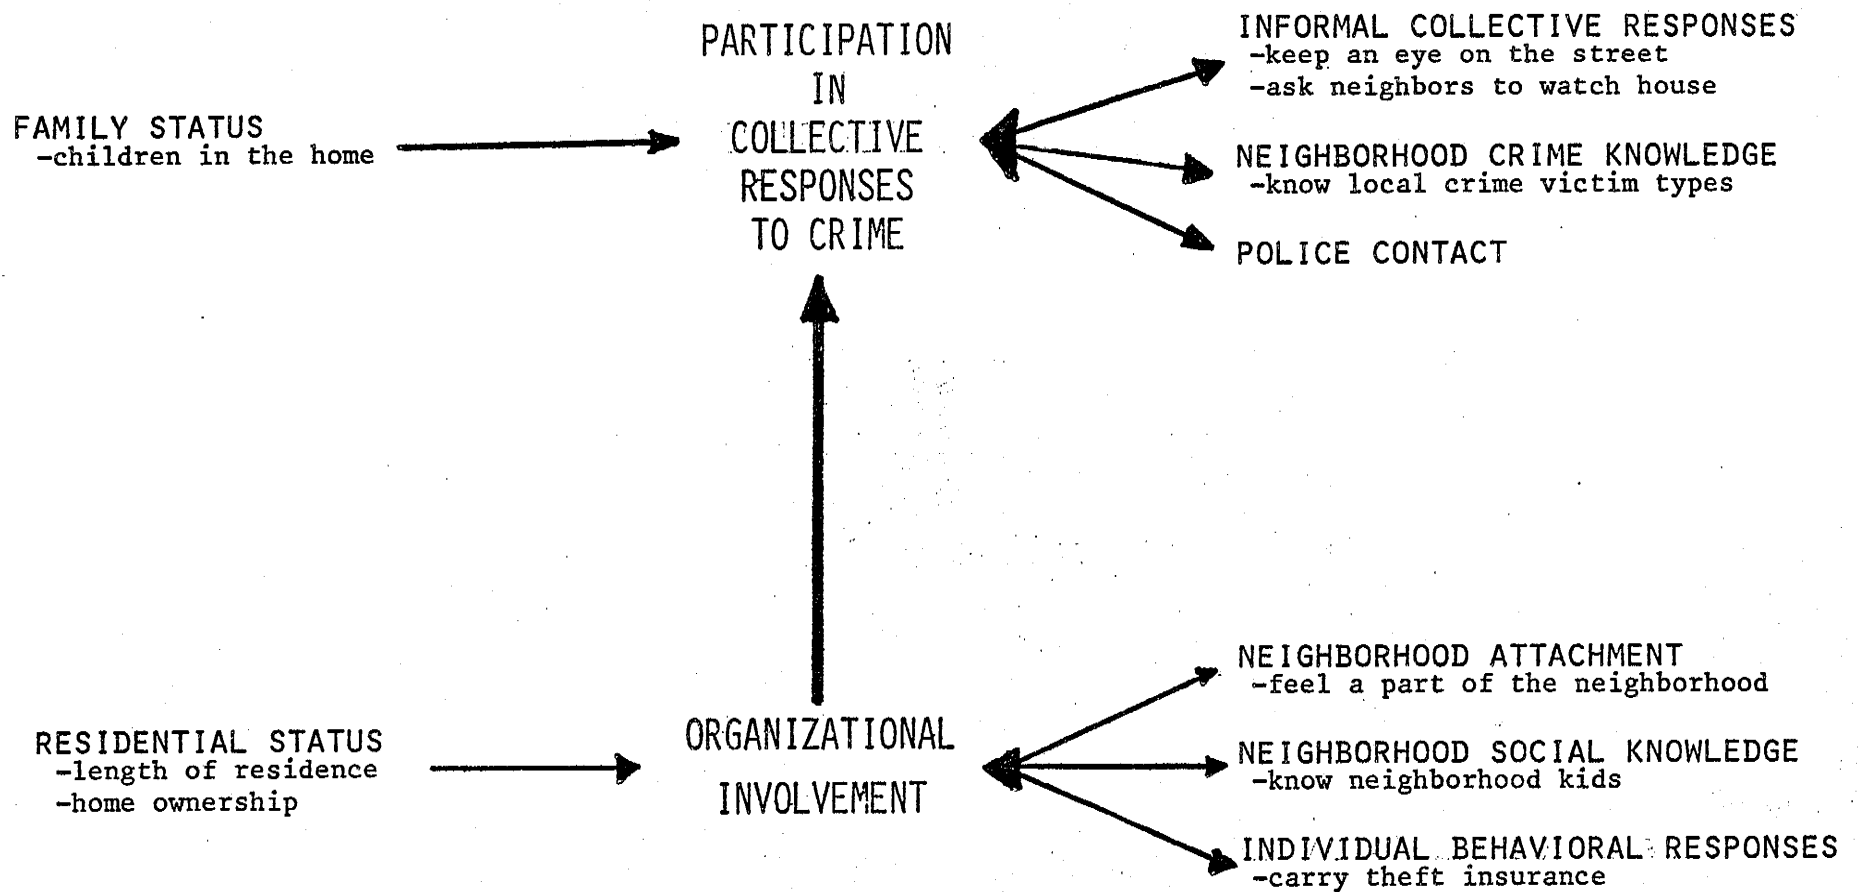 FAMILY STATUS
-children in the home
PARTICIPATION
IN
COLLECTIVE
RESPONSES
TO CRIME
INFORMAL COLLECTIVE RESPONSES
-keep an eye on the street
-ask neighbors to watch house
NEIGHBORHOOD CRIME KNOWLEDGE
-know local crime victim types
POLICE CONTACT
RESIDENTIAL STATUS
-length of residence
-home ownership
ORGANIZATIONAL
INVOLVEMENT
NEIGHBORHOOD ATTACHMENT
-feel a part of the neighborhood
NEIGHBORHOOD SOCIAL KNOWLEDGE
-know neighborhood kids
INDIVIDUAL BEHAVIORAL RESPONSES
-carry theft insurance